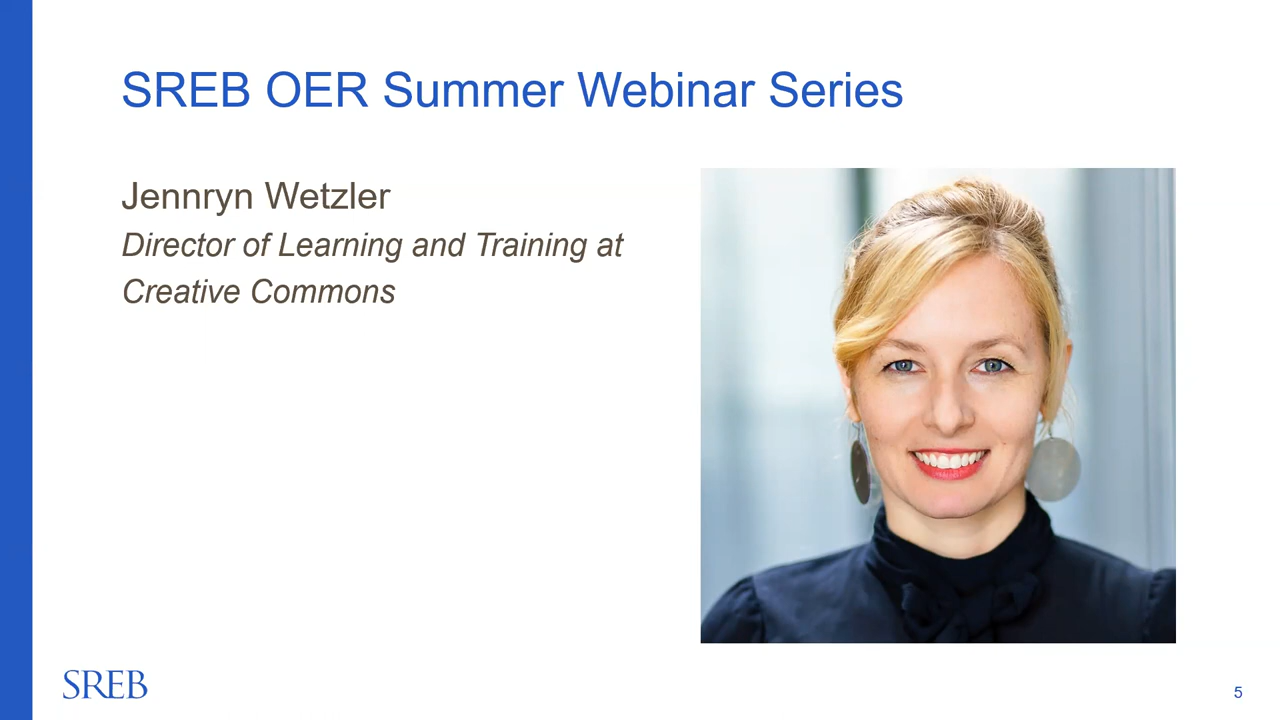 SREB OER Summer Webinar Series
Jennryn Wetzler
Director of Learning and Training at
Creative Commons
SREB
5